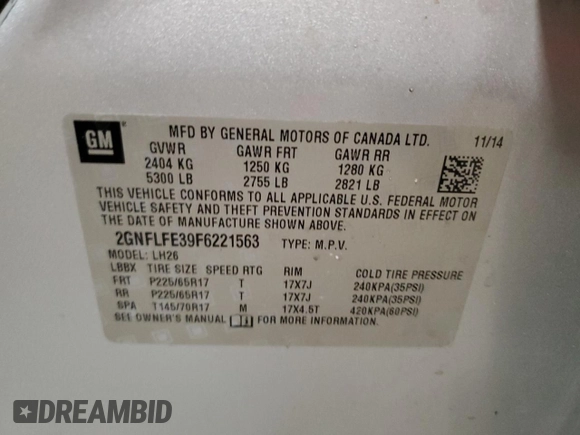 GM
MFD BY GENERAL MOTORS OF CANADA LTD. 11/14
GVWR GAWR FRT GAWR RR
2404 KG 1250 KG 1280 KG
5300 LB 2755 LB 2821 LB
THIS VEHICLE CONFORMS TO ALL APPLICABLE U.S. FEDERAL MOTOR
VEHICLE SAFETY AND THEFT PREVENTION STANDARDS IN EFFECT ON
THE DATE OF MANUFACTURE SHOWN ABOVE.
2GNFLFE39F6221563 TYPE: M.P.V.
MODEL: LH26
LBBX TIRE SIZE SPEED RTG RIM COLD TIRE PRESSURE
FRT P225/65R17 T 17X7J 240KPA(35PSI)
RR P225/65R17 T 17X7J 240KPA(35PSI)
SPA T145/70R17 M 17X4.5T 420KPA(60PSI)
SEE OWNER'S MANUAL FOR MORE INFORMATION.
DREAMBID